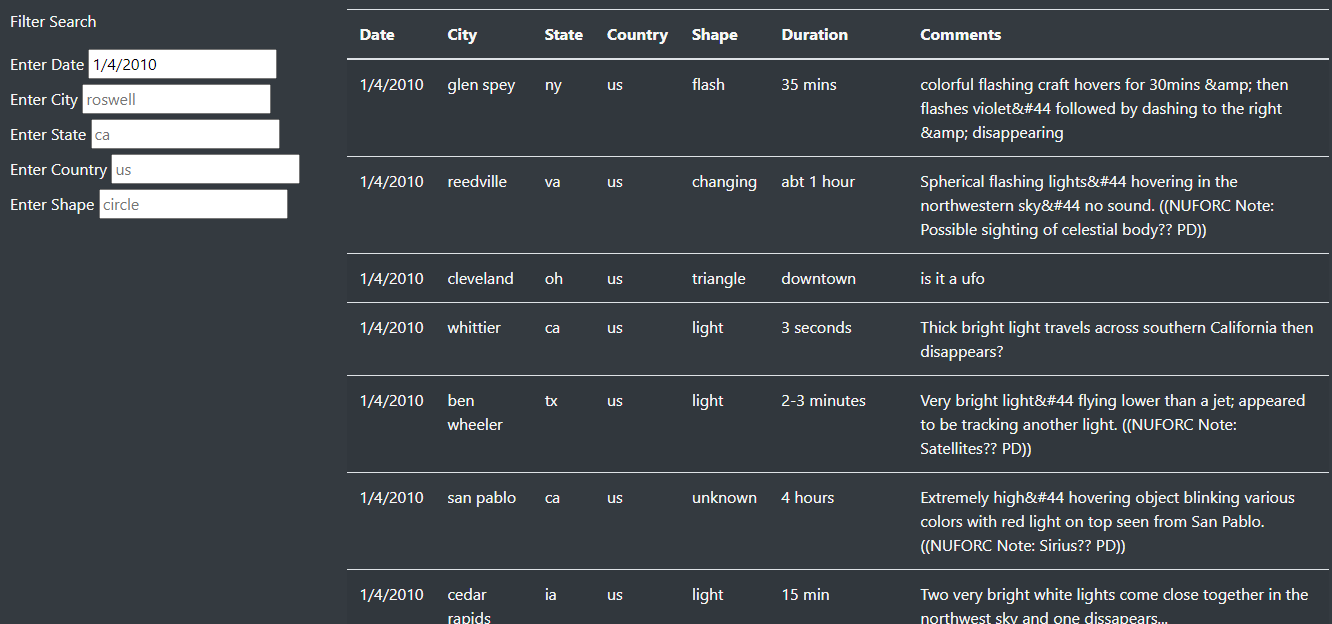 Filter Search
Enter Date 1/4/2010
Enter City roswell
Enter State ca
Enter Country us
Enter Shape circle
Date City State Country Shape Duration Comments
1/4/2010 glen spey ny us flash 35 mins colorful flashing craft hovers for 30mins &amp; then
flashes violet&#44 followed by dashing to the right
&amp; disappearing
1/4/2010 reedville va us changing abt 1 hour Spherical flashing lights&#44 hovering in the
northwestern sky&#44 no sound. ((NUFORC Note:
Possible sighting of celestial body?? PD))
1/4/2010 cleveland oh us triangle downtown is it a ufo
1/4/2010 whittier ca us light 3 seconds Thick bright light travels across southern California then
disappears?
1/4/2010 ben us light 2-3 minutes Very bright light&#44 flying lower than a jet; appeared
wheeler tx to be tracking another light. ((NUFORC Note:
Satellites?? PD))
1/4/2010 san pablo ca us unknown 4 hours Extremely high&#44 hovering object blinking various
colors with red light on top seen from San Pablo.
((NUFORC Note: Sirius?? PD))
1/4/2010 cedar ia us light 15 min Two very bright white lights come close together in the
rapids northwest sky and one dissapears...